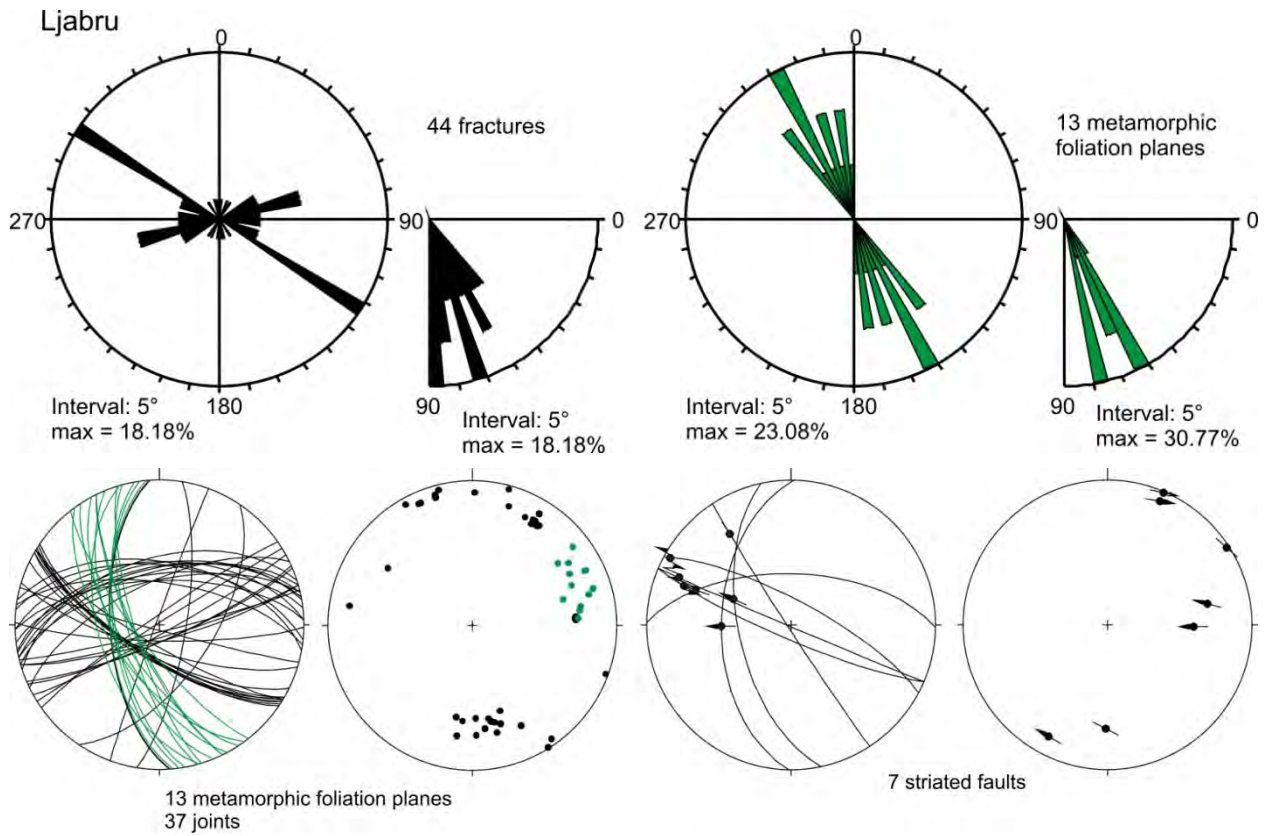 Ljabru
0
0
44 fractures
13 metamorphic
foliation planes
270
90
0
270
90
0
180
90
180
90
Interval: 5°
max = 18.18%
Interval: 5°
max = 18.18%
Interval: 5°
max = 23.08%
Interval: 5°
max = 30.77%
13 metamorphic foliation planes
37 joints
7 striated faults